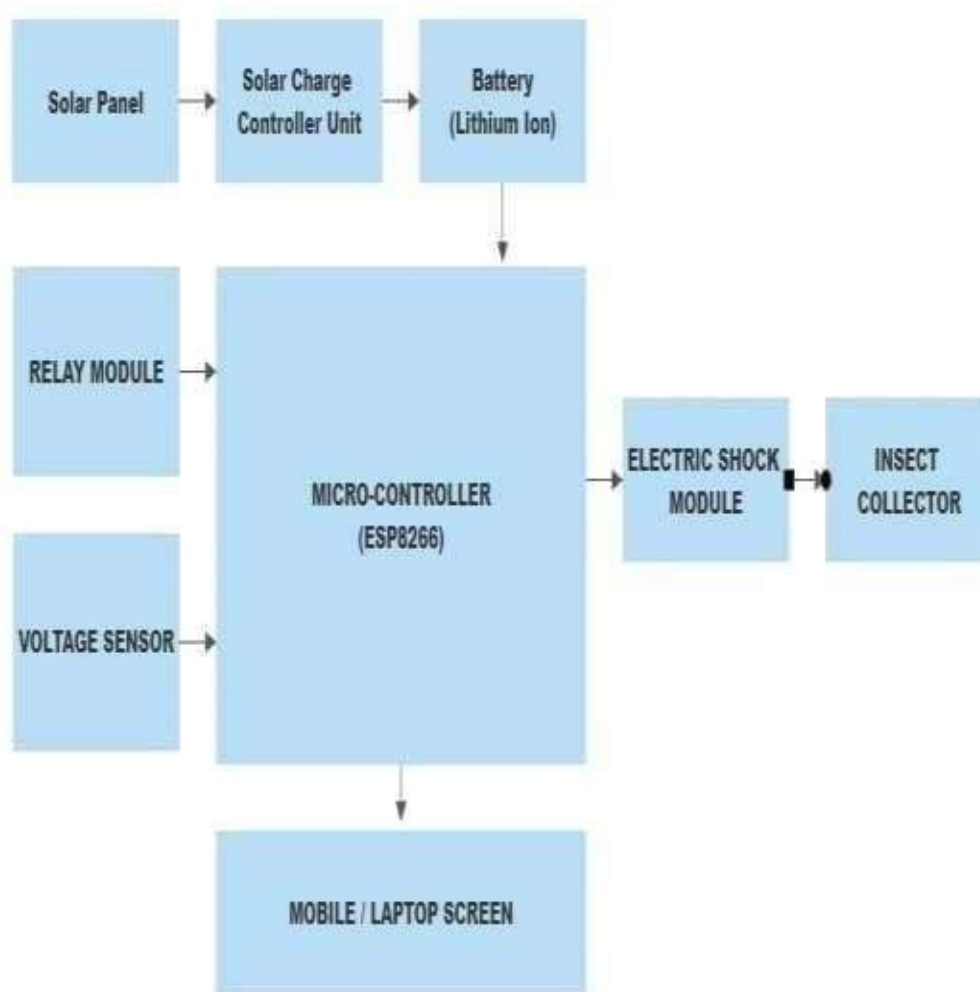 Solar Panel
Solar Charge
Controller Unit
Battery
(Lithium Ion)
RELAY MODULE
MICRO-CONTROLLER
(ESP8266)
ELECTRIC SHOCK
MODULE
INSECT
COLLECTOR
VOLTAGE SENSOR
MOBILE / LAPTOP SCREEN